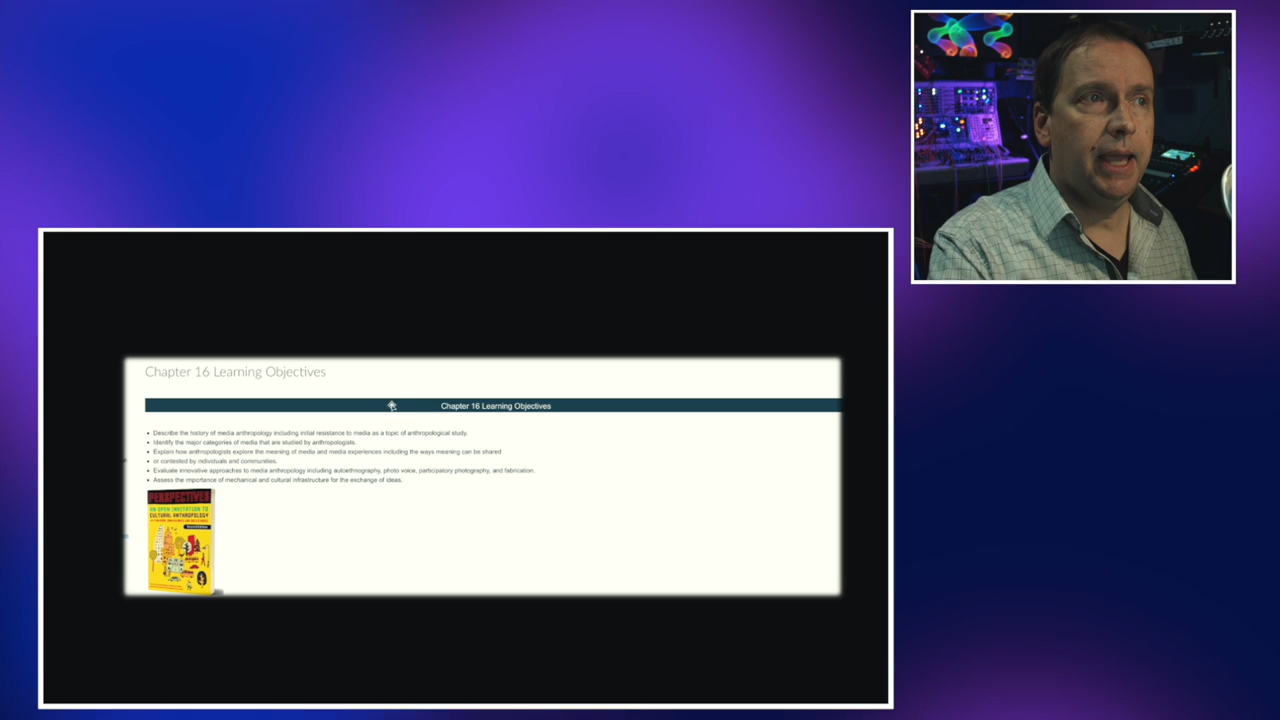 Chapter 16 Learning Objectives
Chapter 16 Learning Objectives
• Describe the history of media anthropology including initial resistance to media as a topic of anthropological study.
• Identify the major categories of media that are studied by anthropologists.
• Explain how anthropologists explore the meaning of media and media experiences including the ways meaning can be shared
• or contested by individuals and communities.
• Evaluate innovative approaches to media anthropology including autoethnography, photo voice, participatory photography, and fabrication.
• Assess the importance of mechanical and cultural infrastructure for the exchange of ideas.
PERSPECTIVES
AN OPEN INVITATION TO
CULTURAL ANTHROPOLOGY